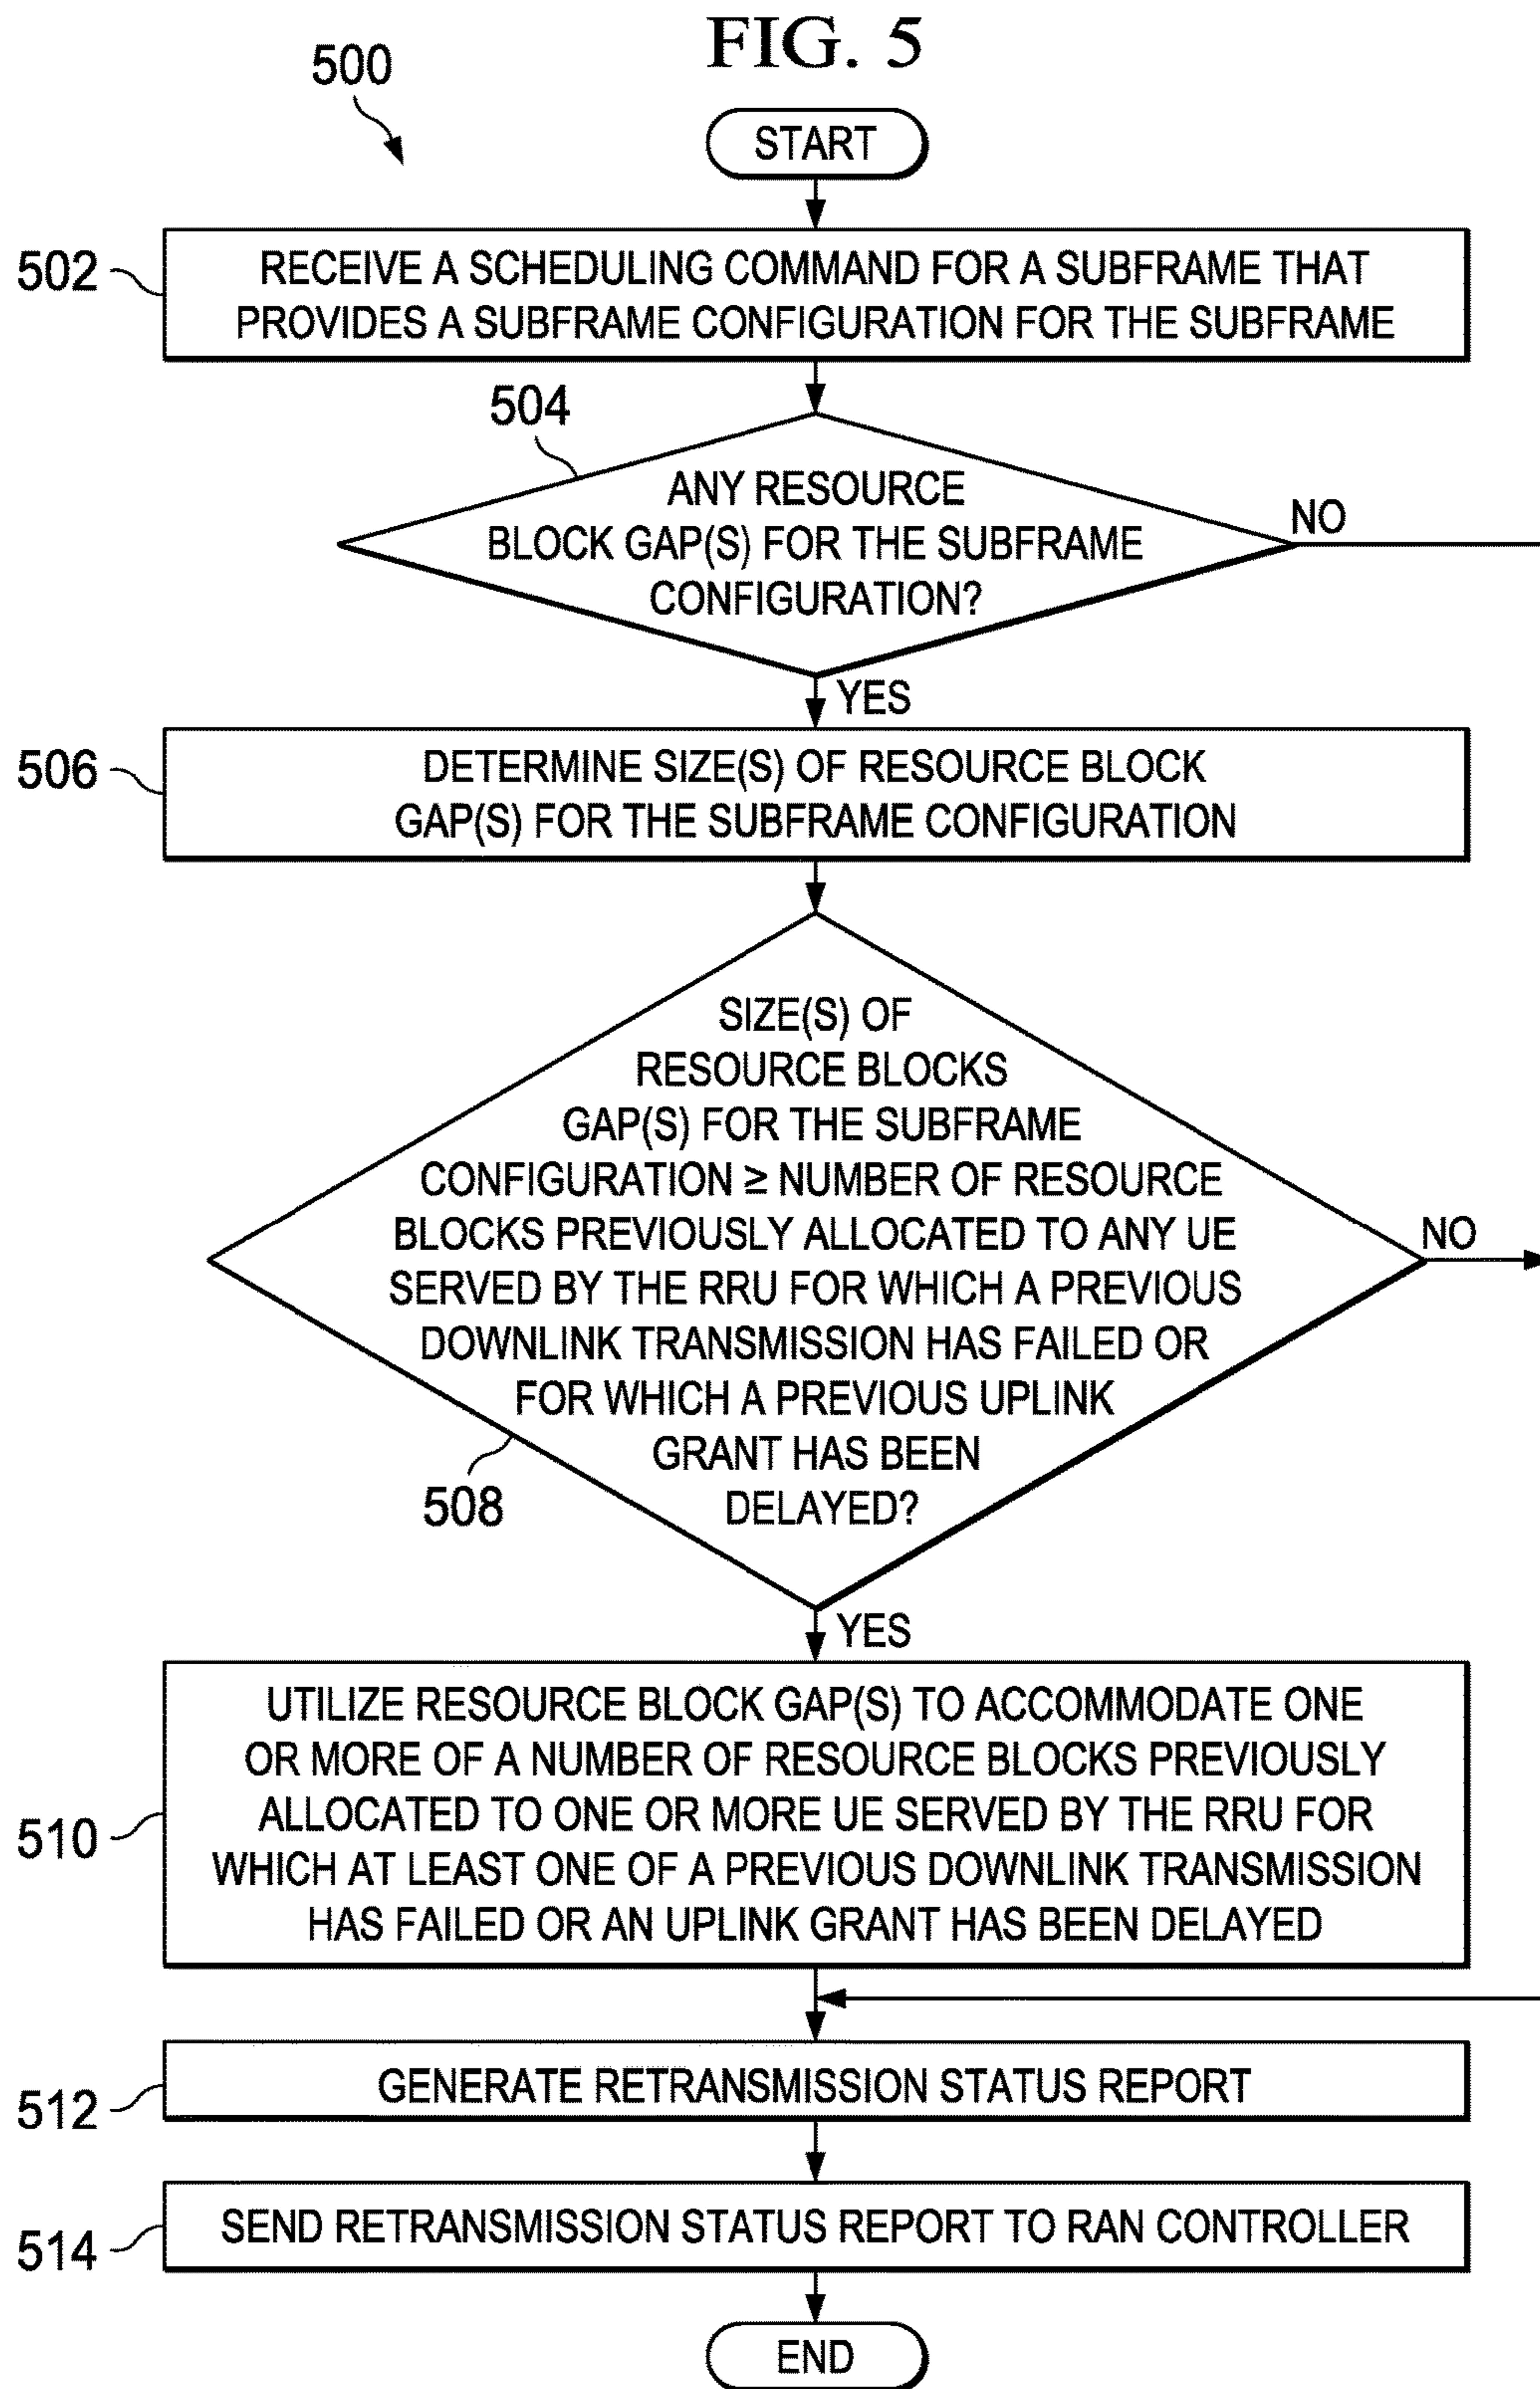 FIG. 5
500
START
502
RECEIVE A SCHEDULING COMMAND FOR A SUBFRAME THAT
PROVIDES A SUBFRAME CONFIGURATION FOR THE SUBFRAME
504
ANY RESOURCE
BLOCK GAP(S) FOR THE SUBFRAME
CONFIGURATION?
NO
YES
506
DETERMINE SIZE(S) OF RESOURCE BLOCK
GAP(S) FOR THE SUBFRAME CONFIGURATION
SIZE(S) OF
RESOURCE BLOCKS
GAP(S) FOR THE SUBFRAME
CONFIGURATION ≥ NUMBER OF RESOURCE
BLOCKS PREVIOUSLY ALLOCATED TO ANY UE
SERVED BY THE RRU FOR WHICH A PREVIOUS
DOWNLINK TRANSMISSION HAS FAILED OR
FOR WHICH A PREVIOUS UPLINK
GRANT HAS BEEN
DELAYED?
NO
508
YES
510
UTILIZE RESOURCE BLOCK GAP(S) TO ACCOMMODATE ONE
OR MORE OF A NUMBER OF RESOURCE BLOCKS PREVIOUSLY
ALLOCATED TO ONE OR MORE UE SERVED BY THE RRU FOR
WHICH AT LEAST ONE OF A PREVIOUS DOWNLINK TRANSMISSION
HAS FAILED OR AN UPLINK GRANT HAS BEEN DELAYED
512
GENERATE RETRANSMISSION STATUS REPORT
514
SEND RETRANSMISSION STATUS REPORT TO RAN CONTROLLER
END